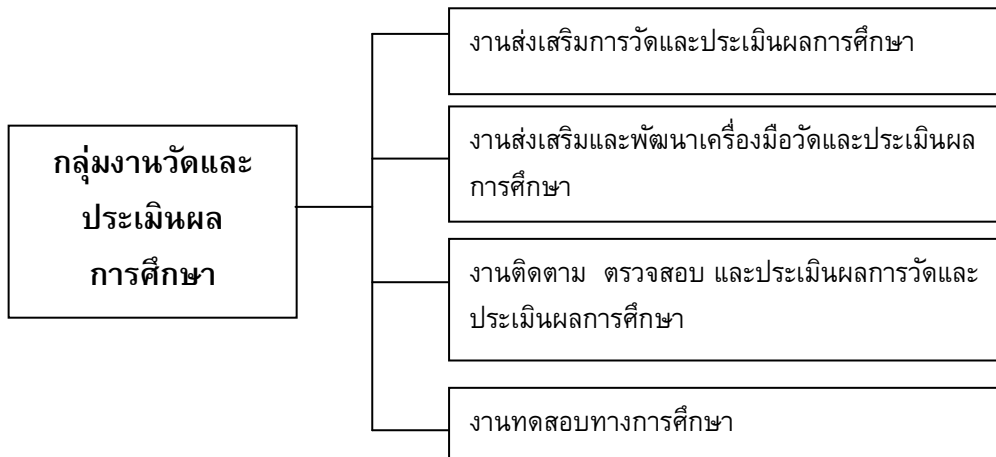 กลุ่มงานวัดและ
ประเมินผล
การศึกษา
งานส่งเสริมการวัดและประเมินผลการศึกษา
งานส่งเสริมและพัฒนาเครื่องมือวัดและประเมินผล
การศึกษา
งานติดตาม ตรวจสอบ และประเมินผลการวัดและ
ประเมินผลการศึกษา
งานทดสอบทางการศึกษา